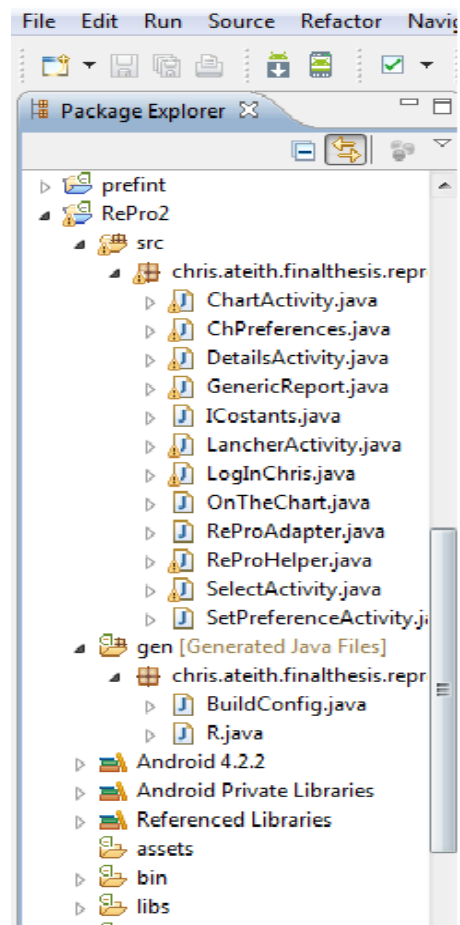 File Edit Run Source Refactor Navig
Package Explorer
prefint
RePro2
src
chris.ateith.finalthesis.repr
ChartActivity.java
ChPreferences.java
DetailsActivity.java
GenericReport.java
ICostants.java
LancherActivity.java
LogInChris.java
OnTheChart.java
ReProAdapter.java
ReProHelper.java
SelectActivity.java
SetPreferenceActivity.ja
gen [Generated Java Files]
chris.ateith.finalthesis.repr
BuildConfig.java
R.java
Android 4.2.2
Android Private Libraries
Referenced Libraries
assets
bin
libs